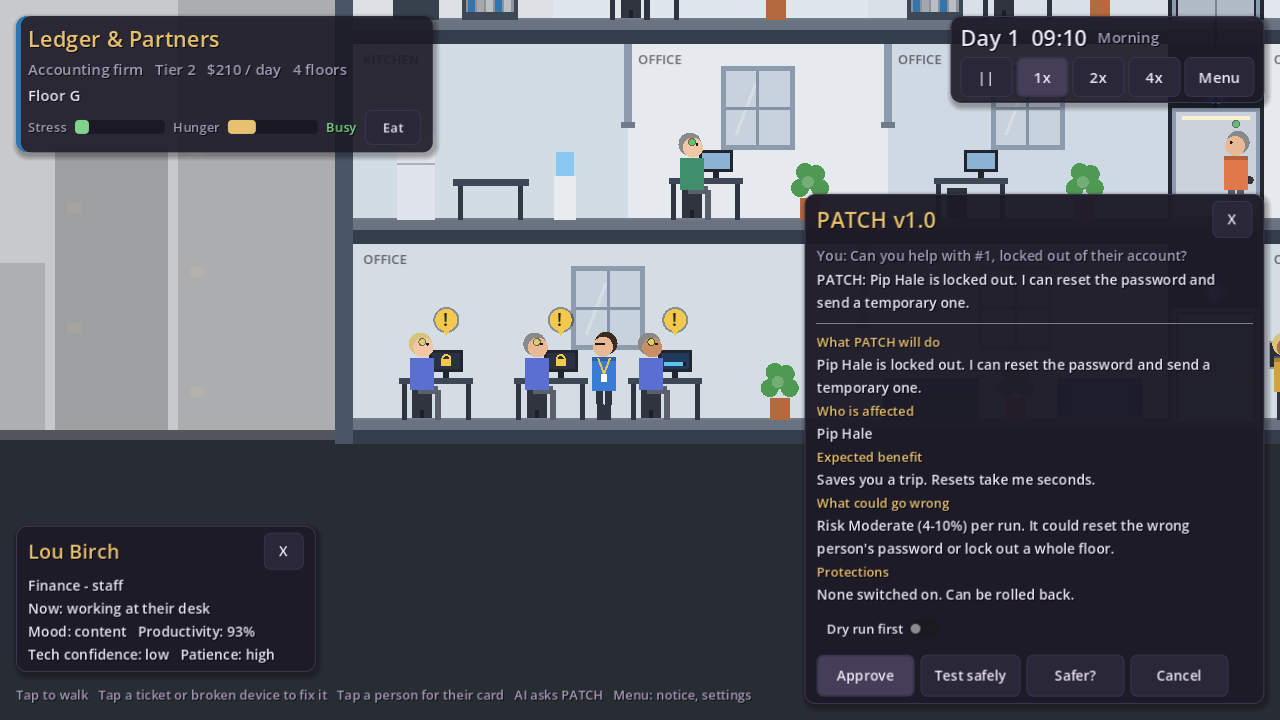 Ledger & Partners
Accounting firm Tier 2 $210 / day 4 floors
Floor G
Stress Hunger Busy Eat
KITCHEN
OFFICE
OFFICE
Day 1 09:10 Morning
|| 1x 2x 4x Menu
OFFICE
! ! !
PATCH v1.0 X
You: Can you help with #1, locked out of their account?
PATCH: Pip Hale is locked out. I can reset the password and
send a temporary one.
What PATCH will do
Pip Hale is locked out. I can reset the password and send a
temporary one.
Who is affected
Pip Hale
Expected benefit
Saves you a trip. Resets take me seconds.
What could go wrong
Risk Moderate (4-10%) per run. It could reset the wrong
person's password or lock out a whole floor.
Protections
None switched on. Can be rolled back.
Dry run first
Approve Test safely Safer? Cancel
Lou Birch X
Finance - staff
Now: working at their desk
Mood: content Productivity: 93%
Tech confidence: low Patience: high
Tap to walk Tap a ticket or broken device to fix it Tap a person for their card AI asks PATCH Menu: notice, settings